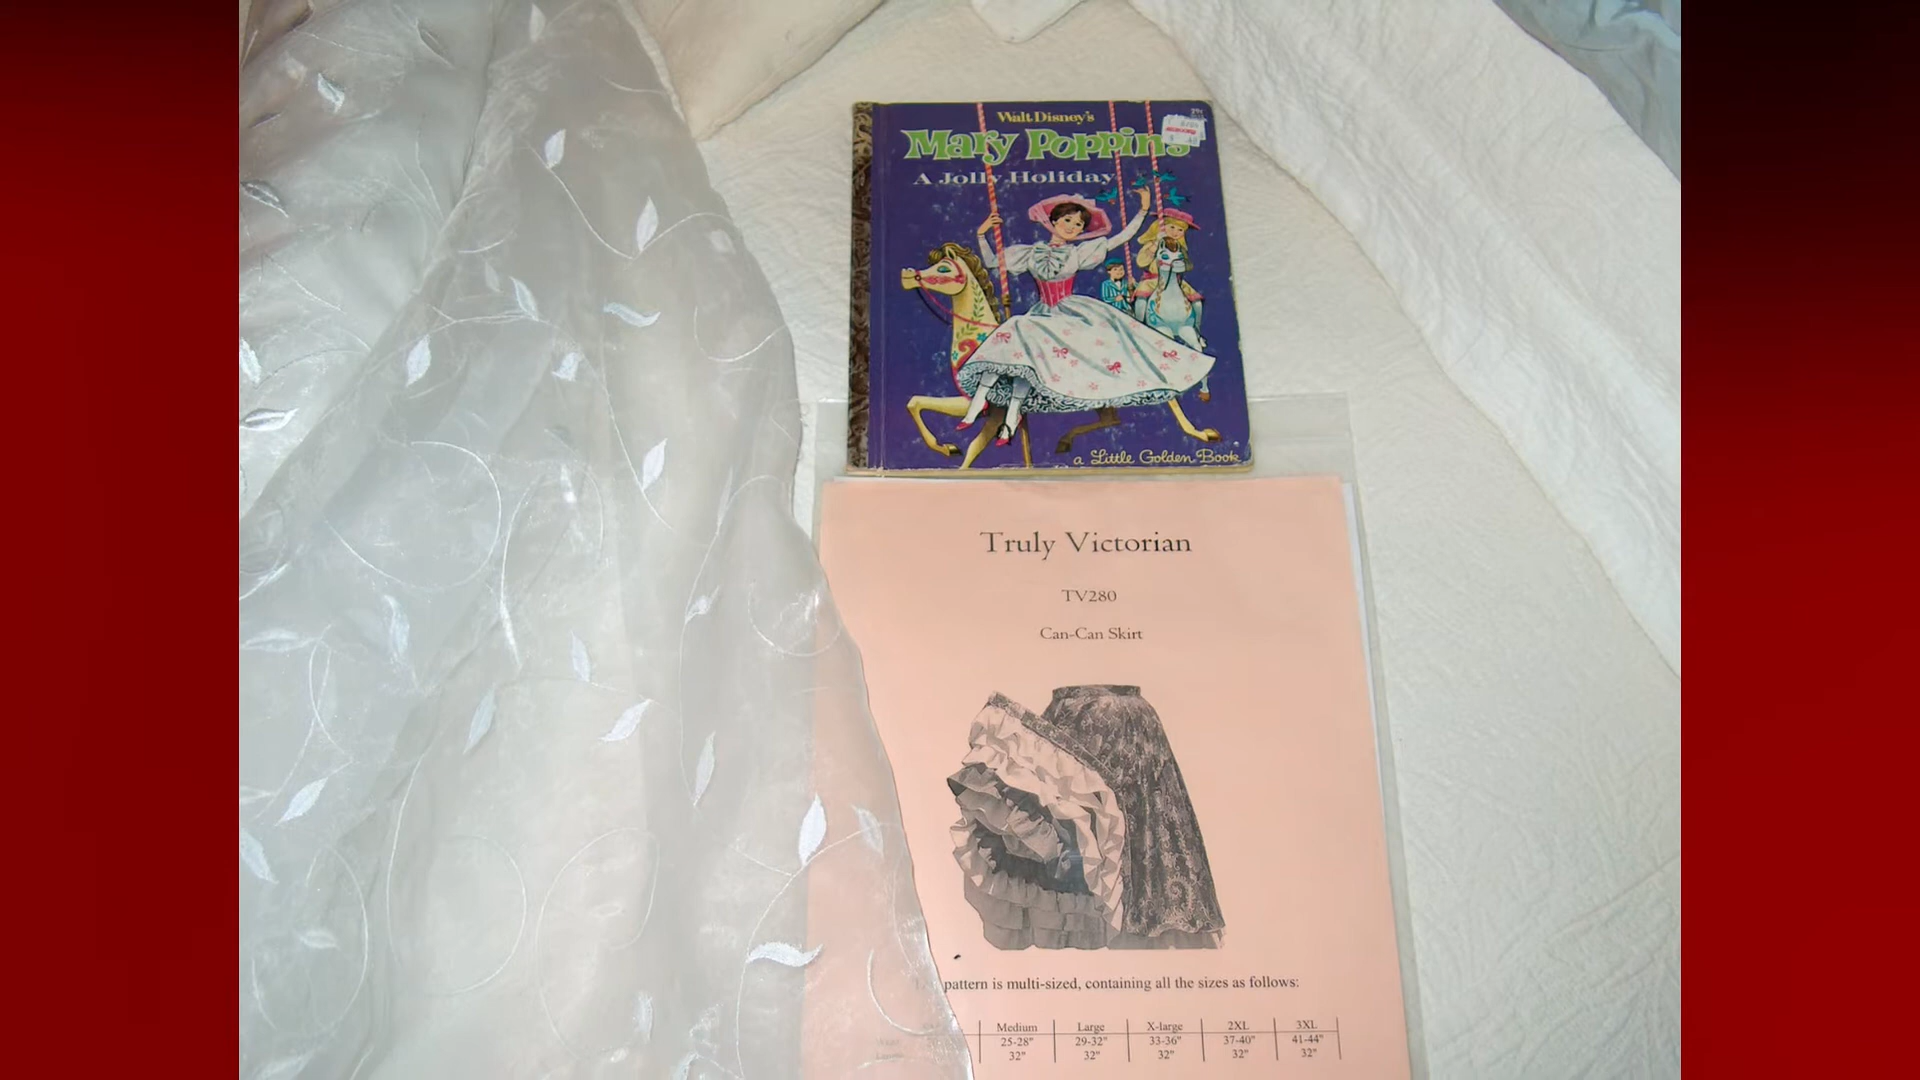 Walt Disney's
Mary Poppins
A Jolly Holiday
29¢
a Little Golden Book
Truly Victorian
TV280
Can-Can Skirt
pattern is multi-sized, containing all the sizes as follows:
Medium Large X-large 2XL 3XL
25-28" 29-32" 33-36" 37-40" 41-44"
32" 32" 32" 32" 32"